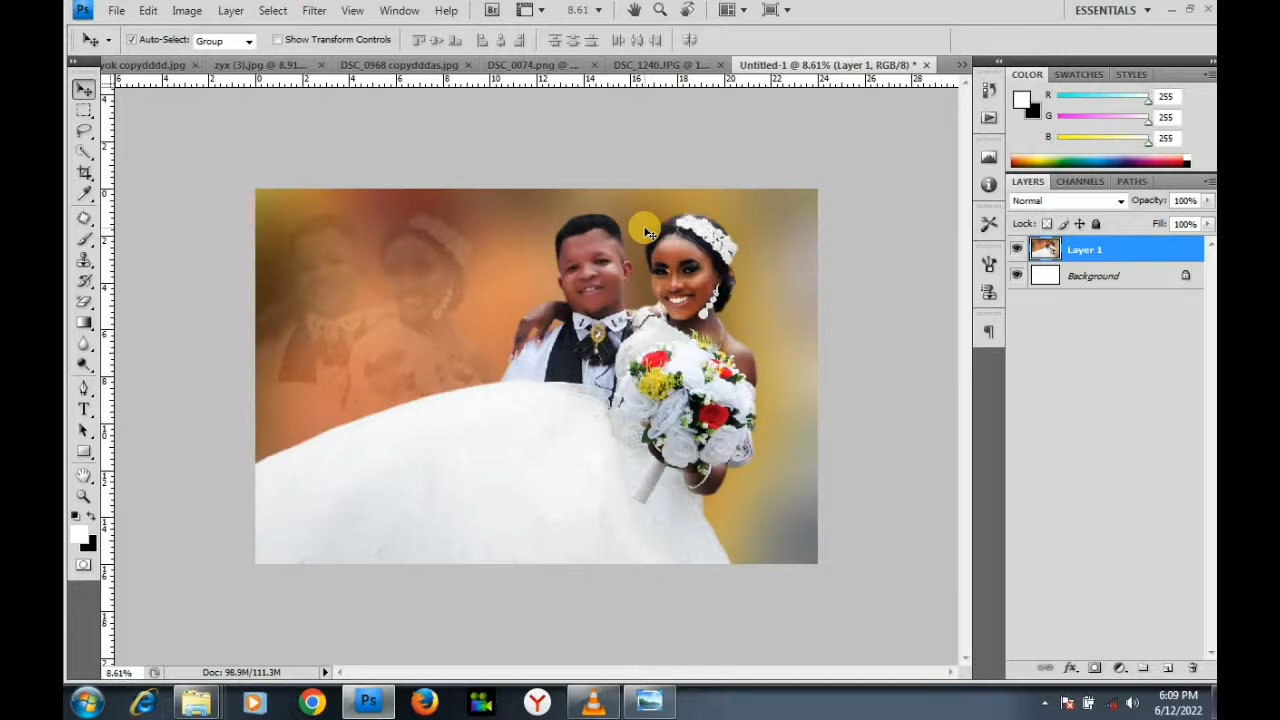 Ps File Edit Image Layer Select Filter View Window Help Br 8.61 ESSENTIALS
Auto-Select: Group Show Transform Controls
yok copydddd.jpg zyx (3).jpg @ 8.91... DSC_0968 copydddas.jpg DSC_0074.png @ ... DSC_1240.JPG @ 1... Untitled-1 @ 8.61% (Layer 1, RGB/8) *
COLOR SWATCHES STYLES
R 255
G 255
B 255
LAYERS CHANNELS PATHS
Normal Opacity: 100%
Lock: Fill: 100%
Layer 1
Background
8.61% Doc: 98.9M/111.3M
6:09 PM
6/12/2022